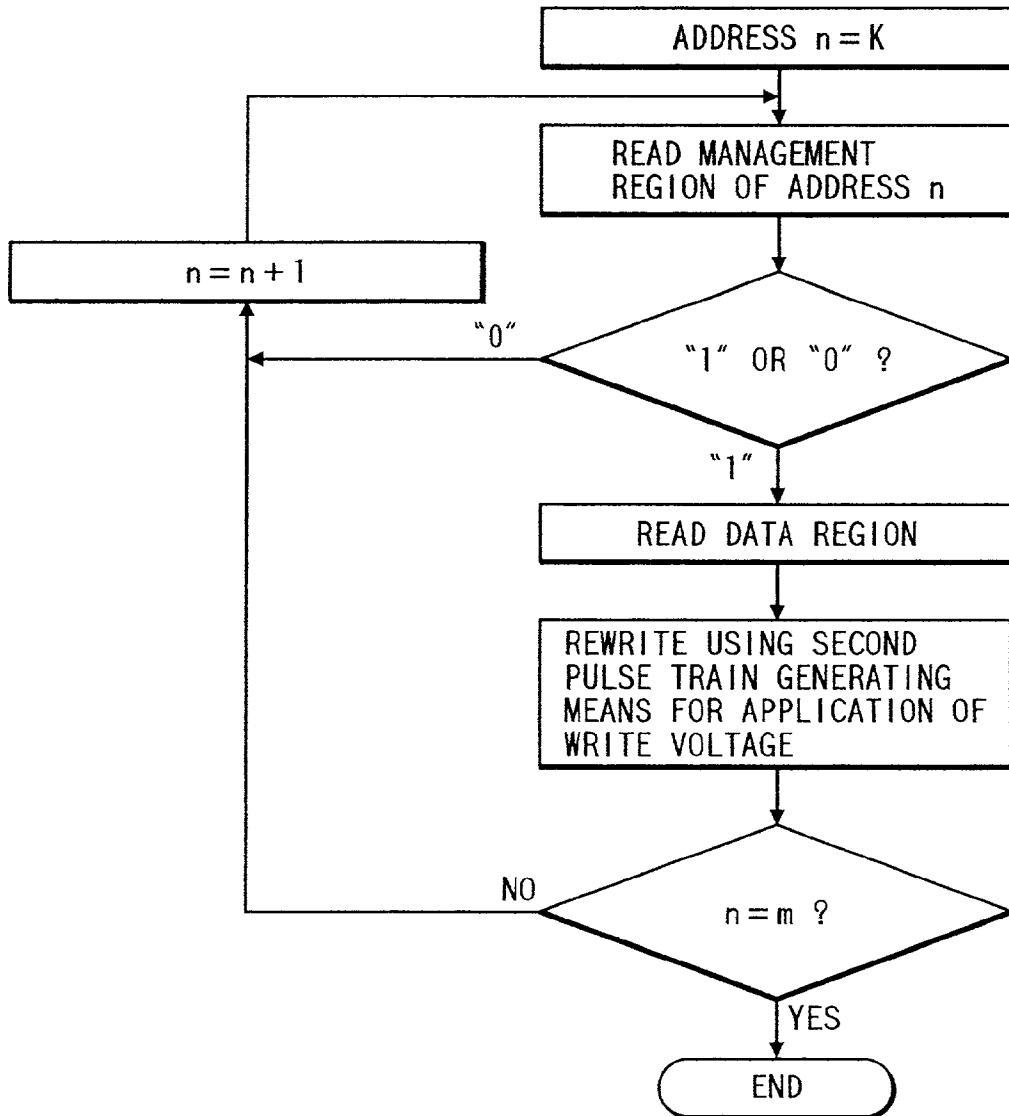 ADDRESS n=K
READ MANAGEMENT
REGION OF ADDRESS n
n=n+1
"0"
"1" OR "0" ?
"1"
READ DATA REGION
REWRITE USING SECOND
PULSE TRAIN GENERATING
MEANS FOR APPLICATION OF
WRITE VOLTAGE
NO
n=m ?
YES
END